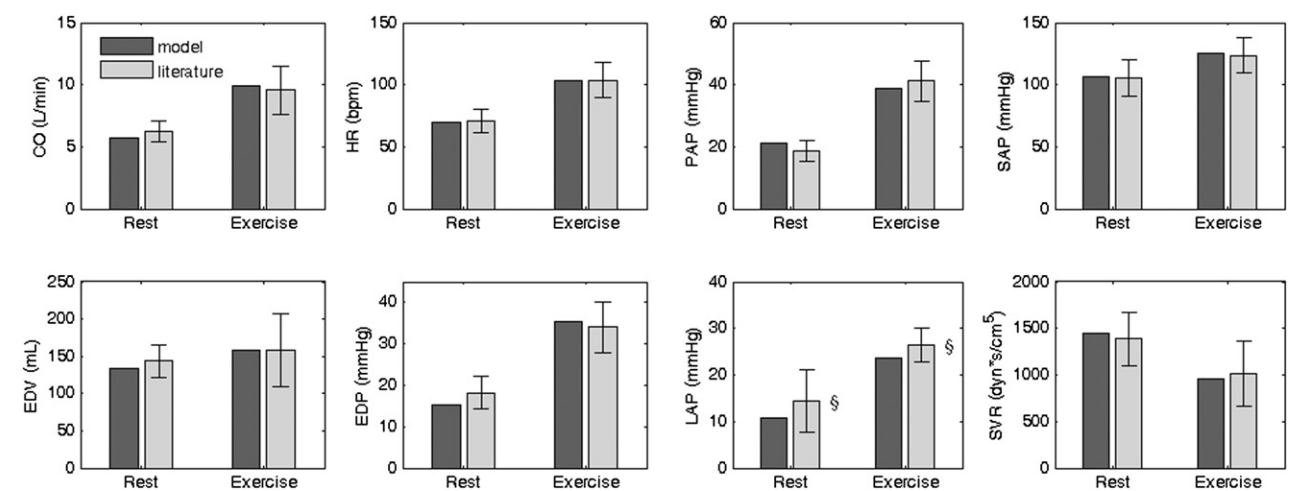 CO (L/min)
15
10
5
0
model
literature
Rest Exercise
HR (bpm)
150
100
50
0
Rest Exercise
PAP (mmHg)
60
40
20
0
Rest Exercise
SAP (mmHg)
150
100
50
0
Rest Exercise
EDV (mL)
250
200
150
100
50
0
Rest Exercise
EDP (mmHg)
40
30
20
10
0
Rest Exercise
LAP (mmHg)
40
30
20
10
0
§
§
Rest Exercise
SVR (dyn*s/cm⁵)
2000
1500
1000
500
0
Rest Exercise